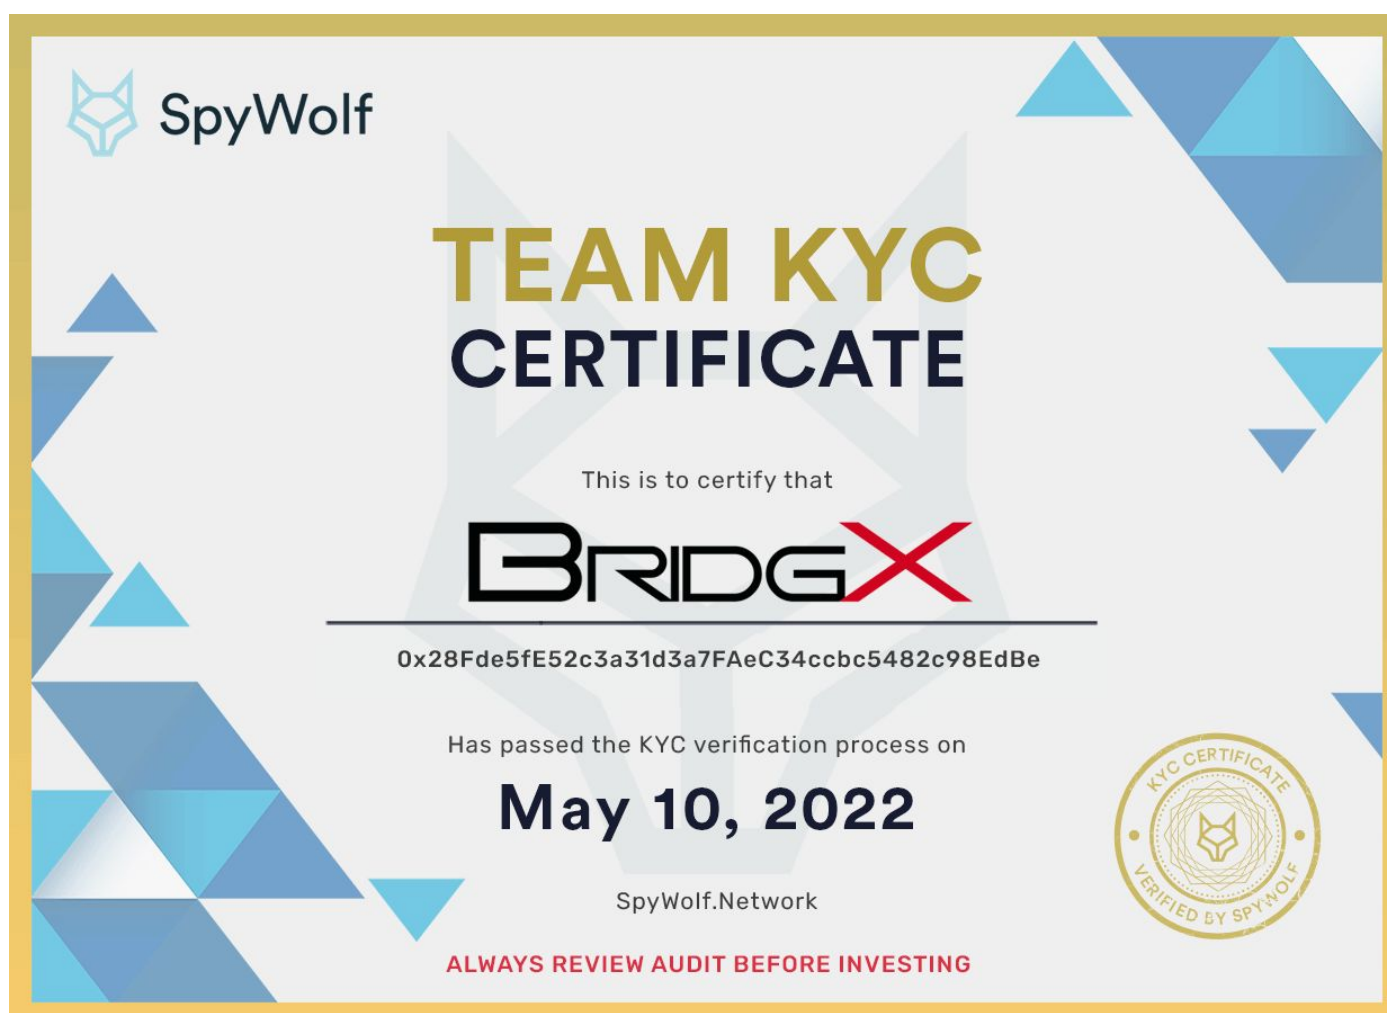 SpyWolf
TEAM KYC
CERTIFICATE
This is to certify that
BRIDGX
0x28Fde5fE52c3a31d3a7FAeC34ccbc5482c98EdBe
Has passed the KYC verification process on
May 10, 2022
KYC CERTIFICATE
VERIFIED BY SPYWOLF
SpyWolf.Network
ALWAYS REVIEW AUDIT BEFORE INVESTING